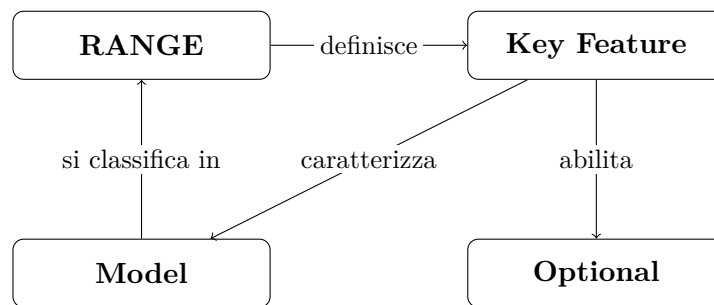 RANGE
definisce
Key Feature
si classifica in
caratterizza
abilita
Model
Optional